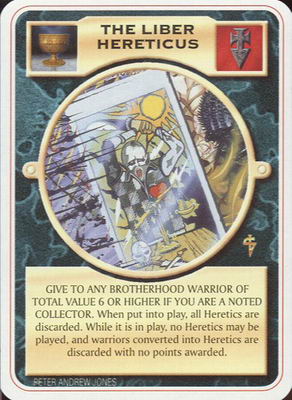 THE LIBER
HERETICUS
GIVE TO ANY BROTHERHOOD WARRIOR OF
TOTAL VALUE 6 OR HIGHER IF YOU ARE A NOTED
COLLECTOR. When put into play, all Heretics are
discarded. While it is in play, no Heretics may be
played, and warriors converted into Heretics are
discarded with no points awarded.
PETER ANDREW JONES